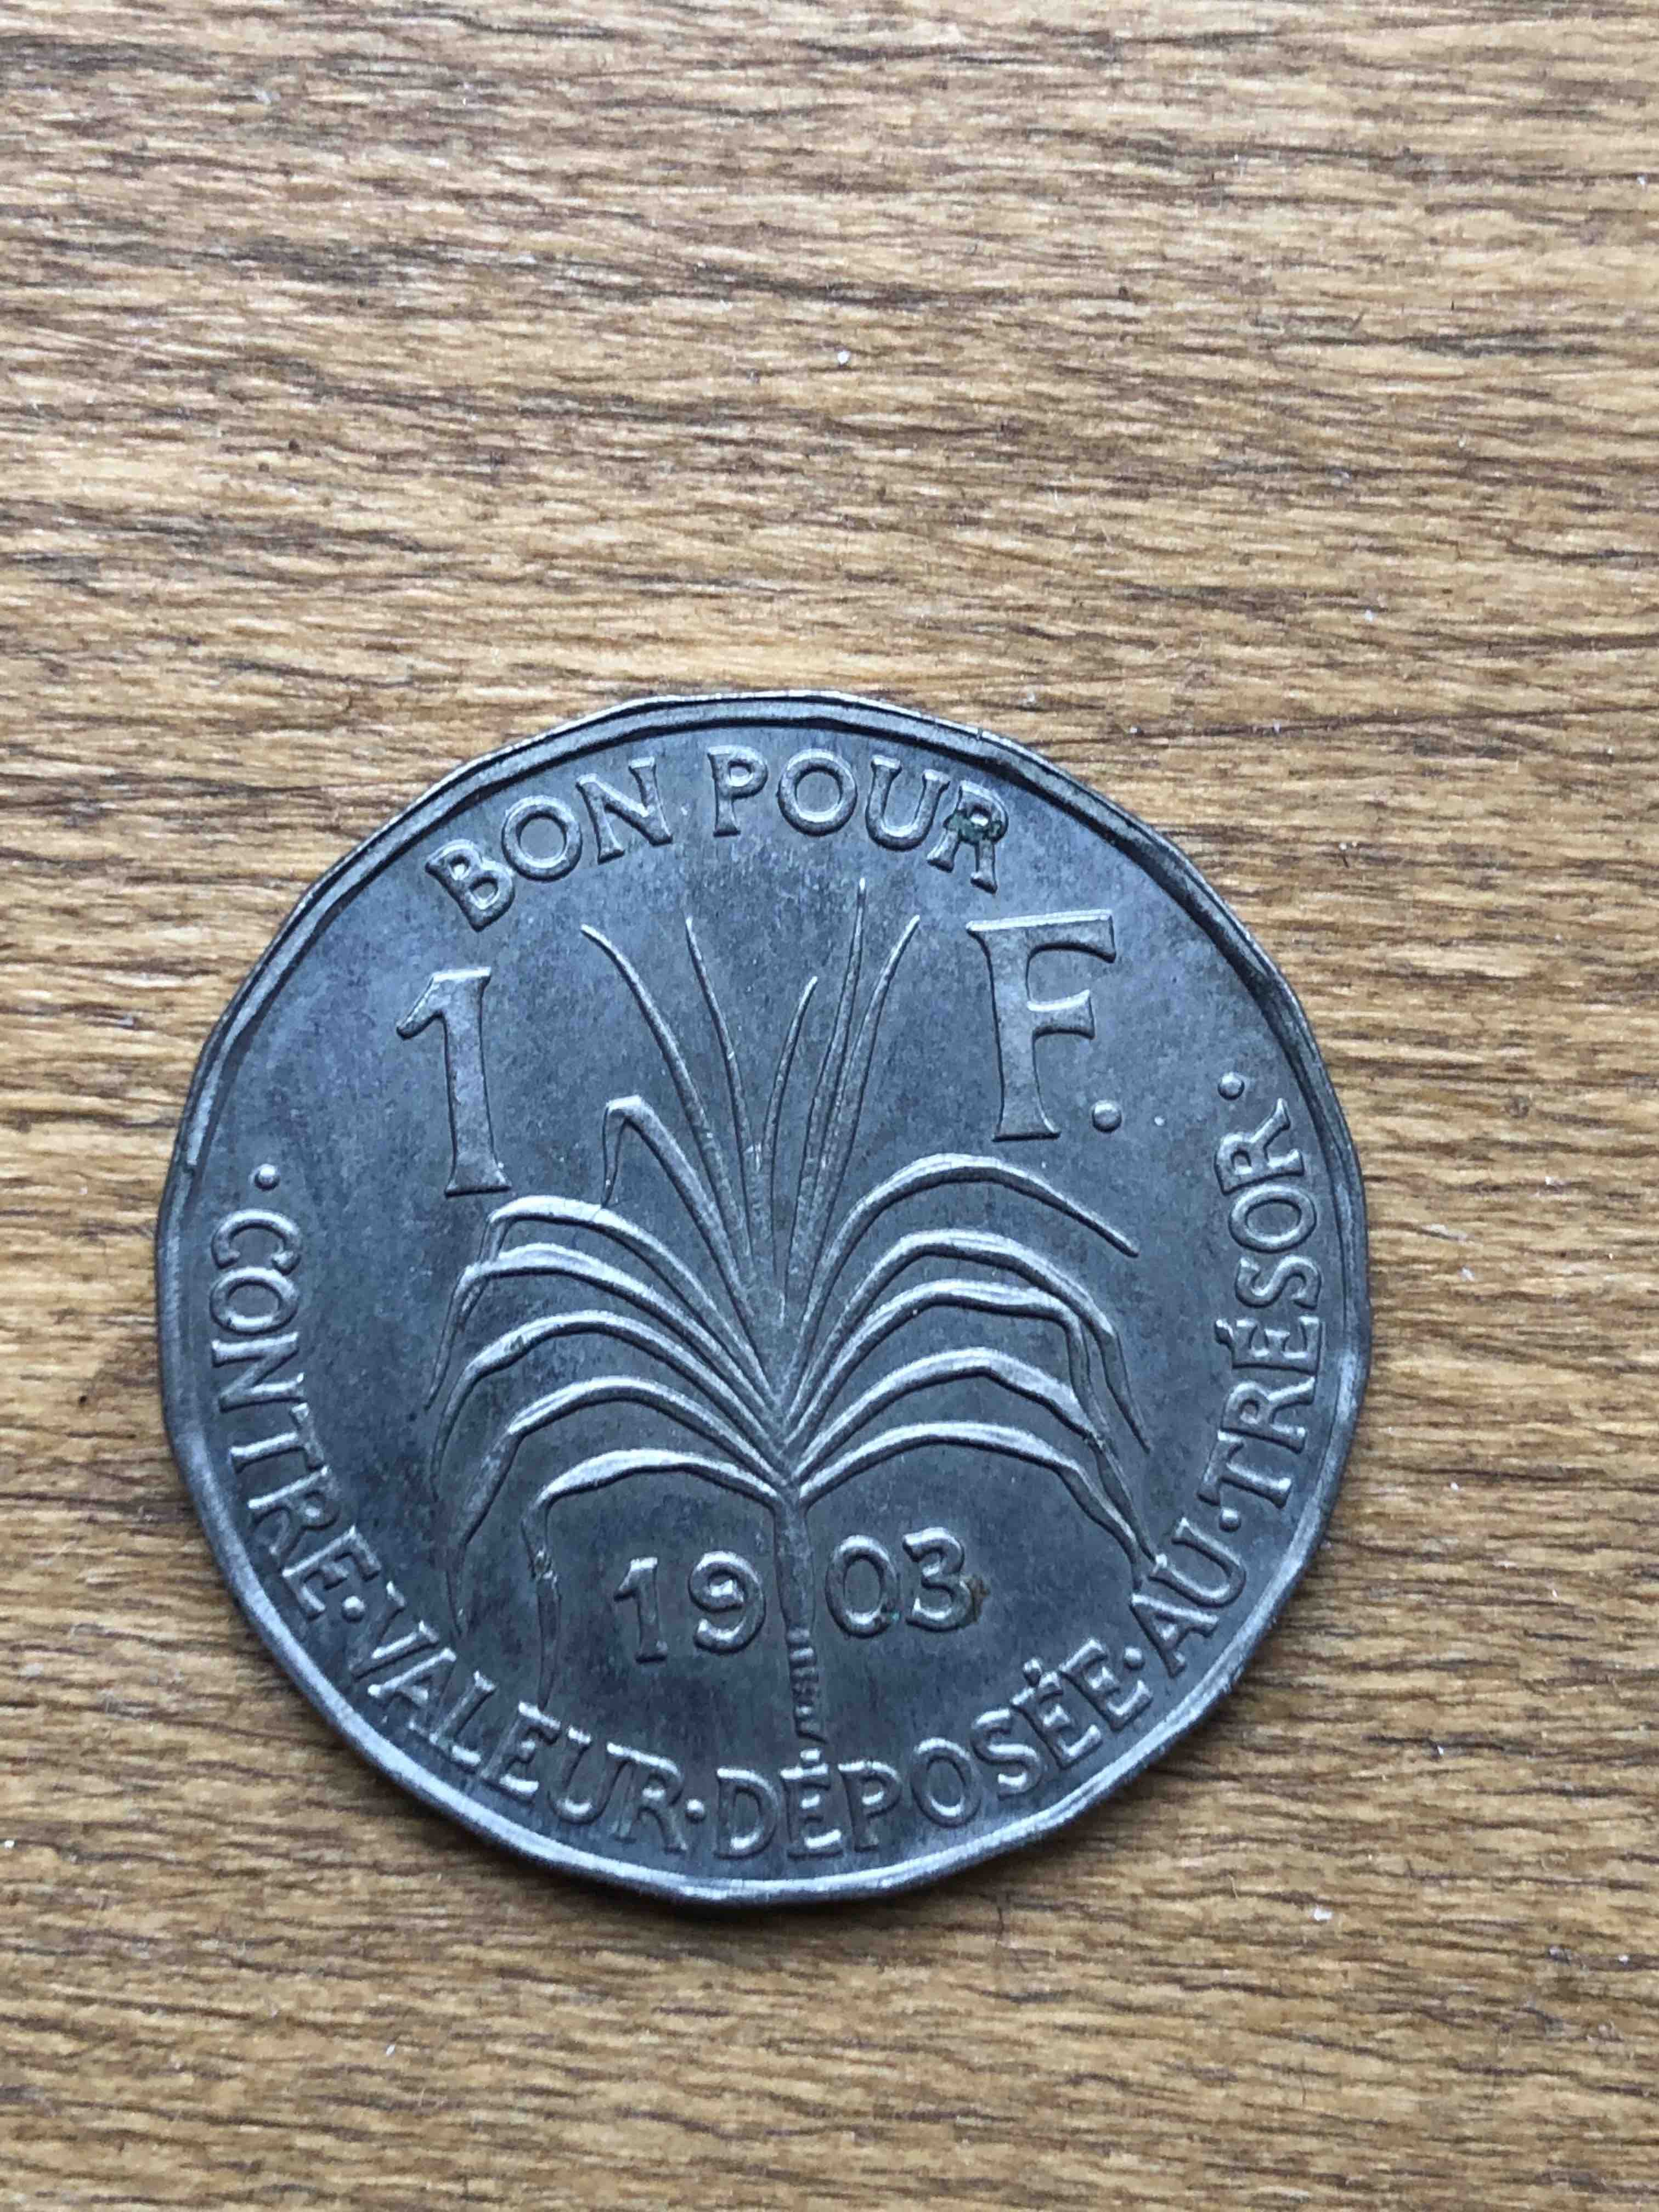 BON POUR
1 F.
1903
·CONTRE·VALEUR·DÉPOSÉE·AU·TRÉSOR·